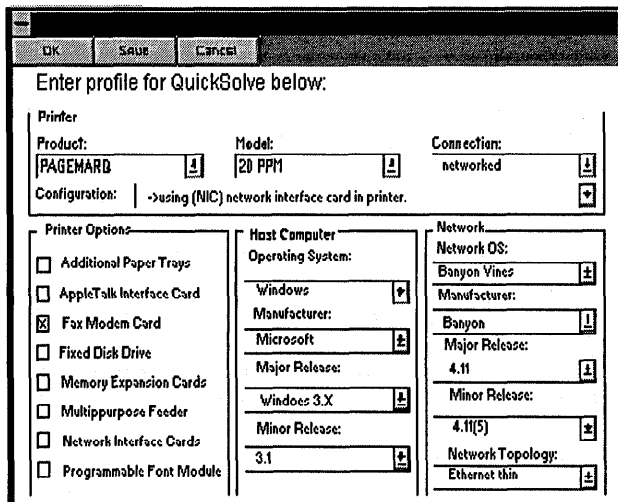 OK Save Cancel
Enter profile for QuickSolve below:
Printer
Product: Model: Connection:
PAGEMARQ 20 PPM networked
Configuration: ->using (NIC) network interface card in printer.
Printer Options
Additional Paper Trays
AppleTalk Interface Card
Fax Modem Card
Fixed Disk Drive
Memory Expansion Cards
Multippurpose Feeder
Network Interface Cards
Programmable Font Module
Host Computer
Operating System:
Windows
Manufacturer:
Microsoft
Major Release:
Windoes 3.X
Minor Release:
3.1
Network
Network OS:
Banyon Vines
Manufacturer:
Banyon
Major Release:
4.11
Minor Release:
4.11(5)
Network Topology:
Ethernet thin